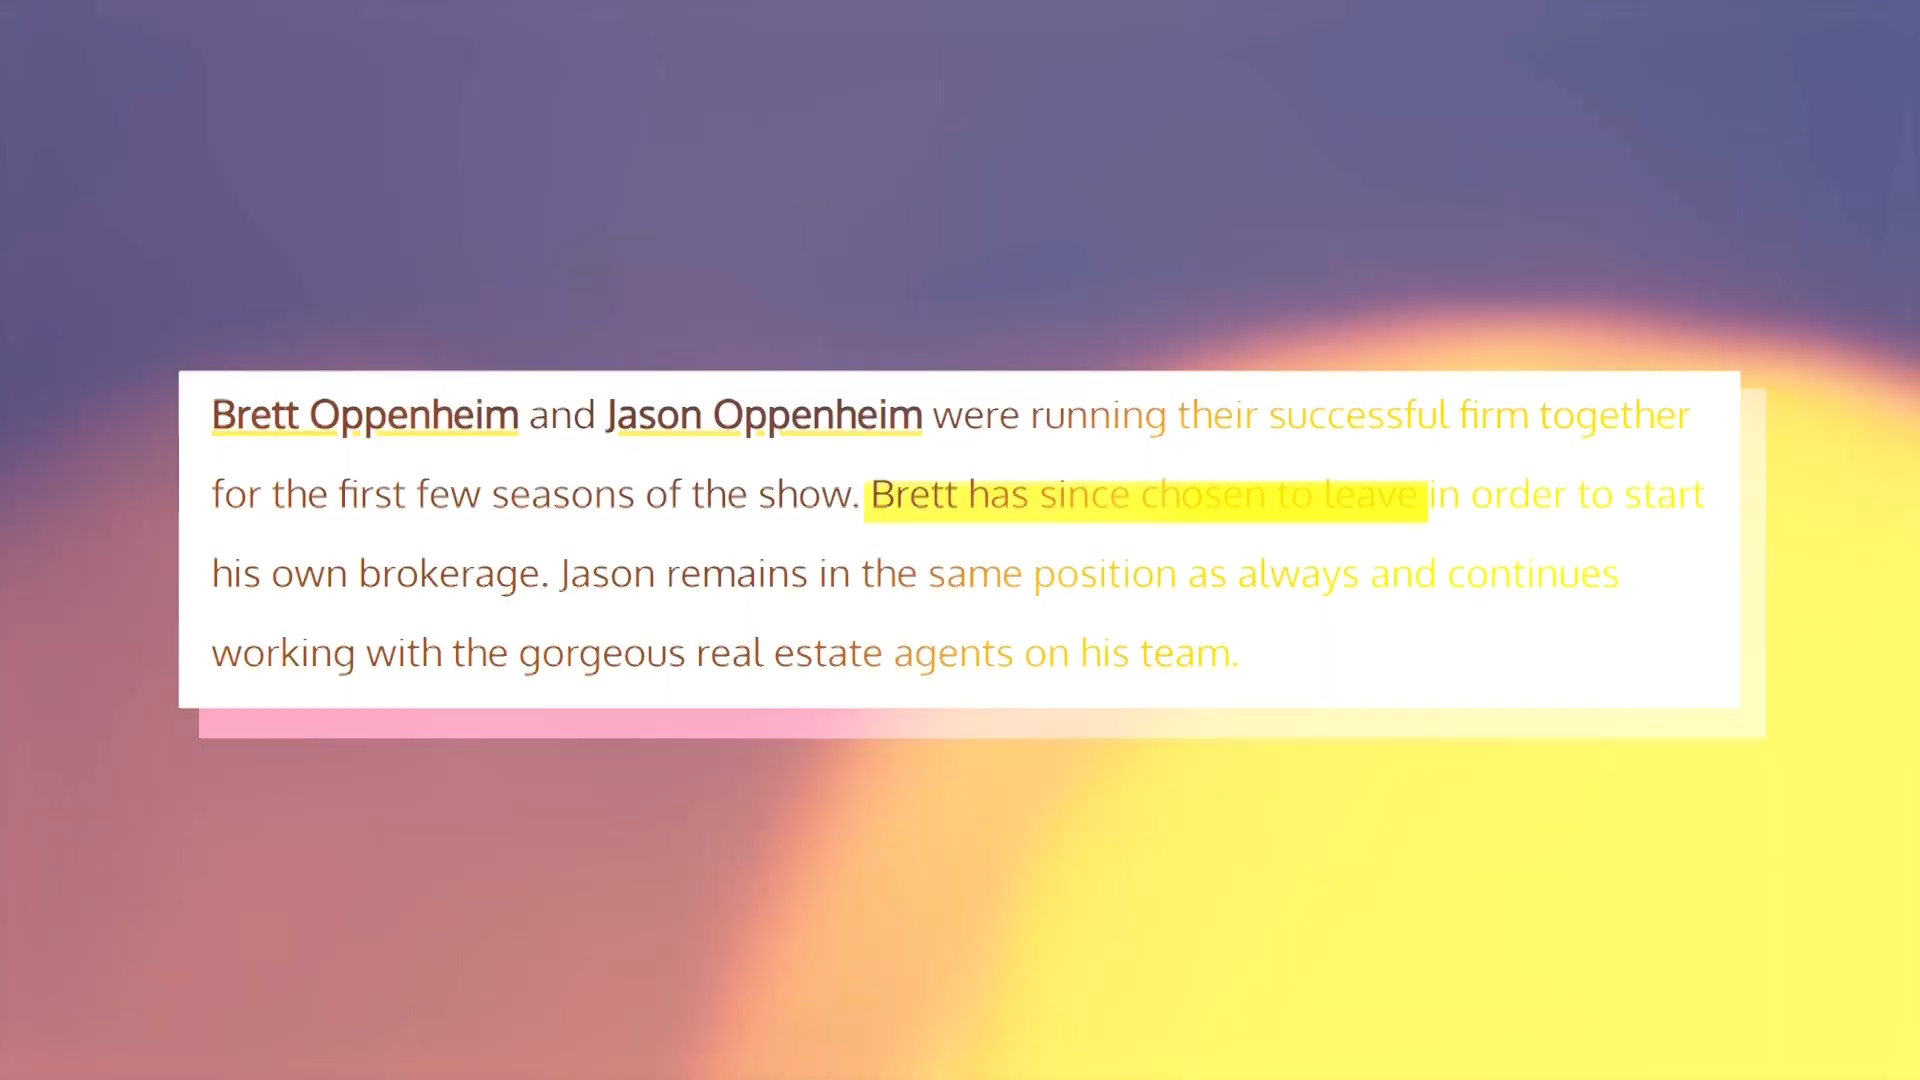 Brett Oppenheim and Jason Oppenheim were running their successful firm together
for the first few seasons of the show. Brett has since chosen to leave in order to start
his own brokerage. Jason remains in the same position as always and continues
working with the gorgeous real estate agents on his team.